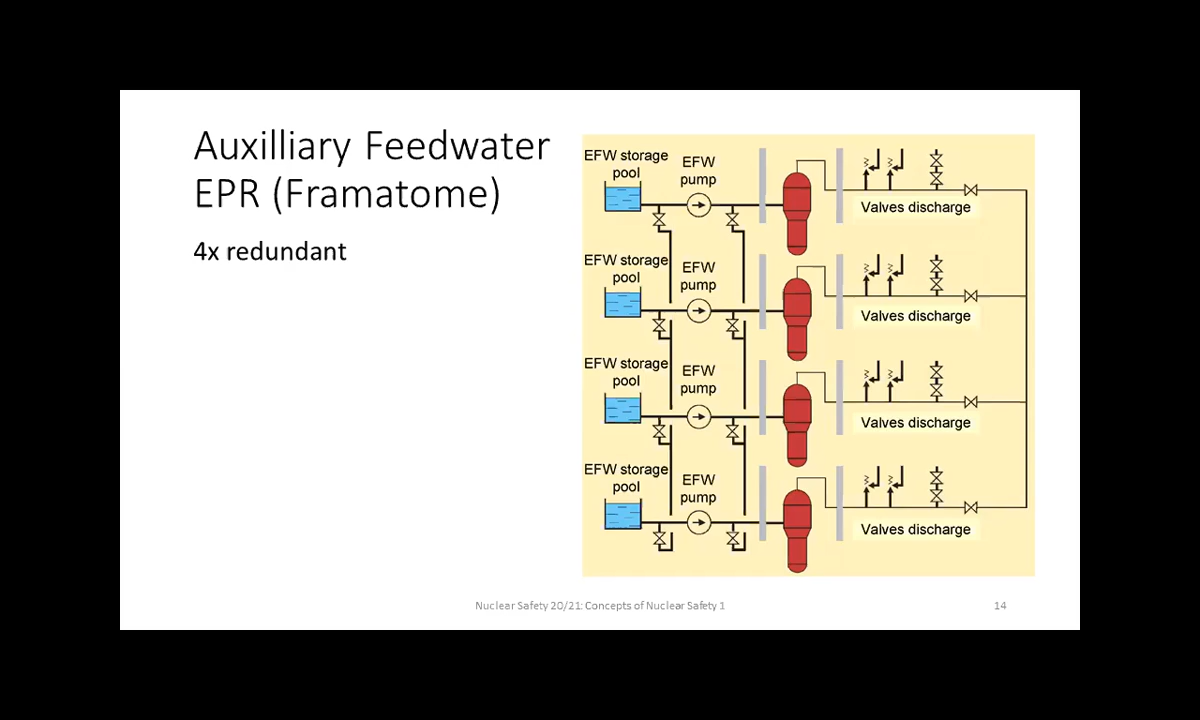 Auxilliary Feedwater
EPR (Framatome)
4x redundant
EFW storage
pool
EFW
pump
Valves discharge
EFW storage
pool
EFW
pump
Valves discharge
EFW storage
pool
EFW
pump
Valves discharge
EFW storage
pool
EFW
pump
Valves discharge
Nuclear Safety 20/21: Concepts of Nuclear Safety 1
14